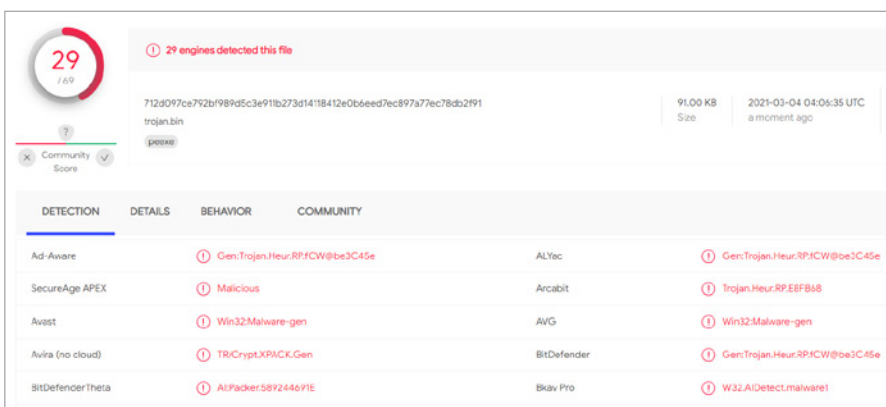 29
/ 69
?
Community
Score
29 engines detected this file
712d097ce792bf989d5c3e911b273d14118412e0b6eed7ec897a77ec78db2f91
trojan.bin
peexe
91.00 KB
Size
2021-03-04 04:06:35 UTC
a moment ago
DETECTION DETAILS BEHAVIOR COMMUNITY
Ad-Aware Gen:Trojan.Heur.RP.fCW@be3C45e ALYac Gen:Trojan.Heur.RP.fCW@be3C45e
SecureAge APEX Malicious Arcabit Trojan.Heur.RP.E8FB68
Avast Win32:Malware-gen AVG Win32:Malware-gen
Avira (no cloud) TR/Crypt.XPACK.Gen BitDefender Gen:Trojan.Heur.RP.fCW@be3C45e
BitDefenderTheta AI:Packer.589244691E Bkav Pro W32.AIDetect.malware1